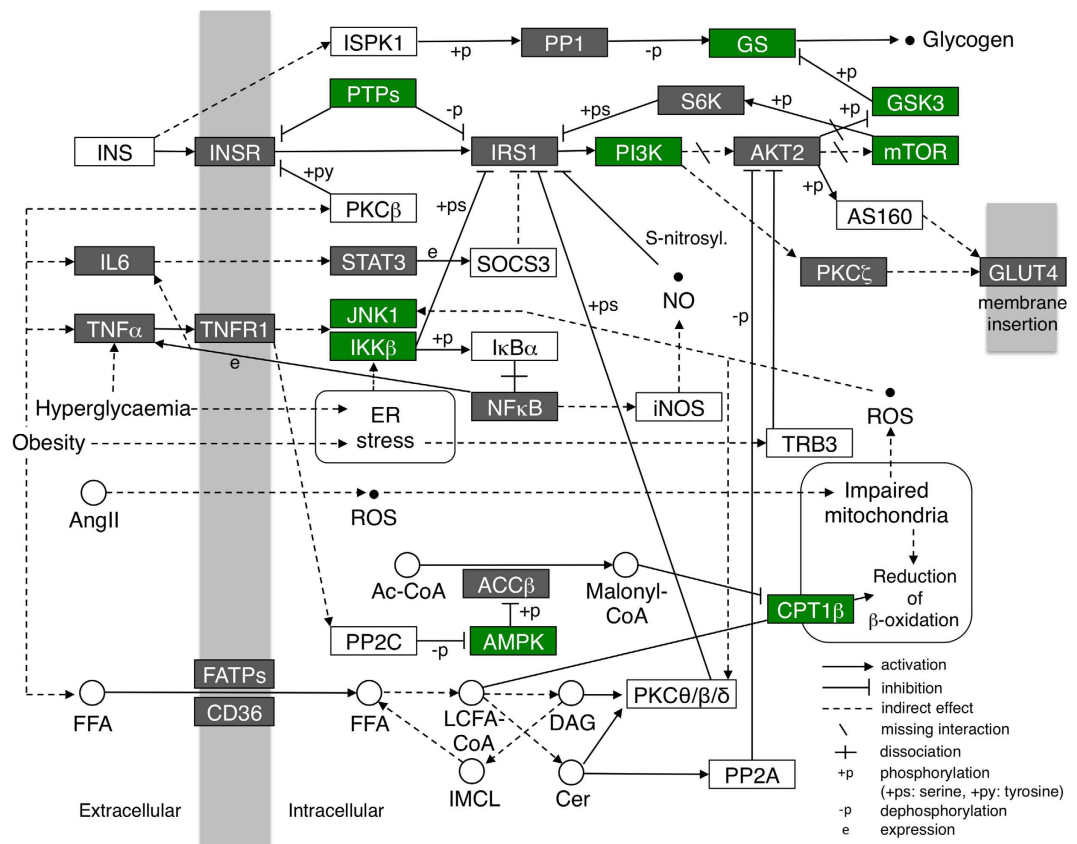 ISPK1
+p
PP1
-p
GS
Glycogen
+p
PTPs
-p
+ps
S6K
+p
+p
GSK3
INS
INSR
IRS1
PI3K
AKT2
mTOR
+py
PKCβ
+ps
+p
AS160
S-nitrosyl.
IL6
STAT3
e
SOCS3
NO
PKCζ
GLUT4
membrane
insertion
+ps
-p
TNFα
TNFR1
JNK1
IKKβ
+p
IκBα
e
Hyperglycaemia
ER
stress
NFκB
iNOS
ROS
Obesity
TRB3
AngII
ROS
Impaired
mitochondria
Ac-CoA
ACCβ
Malonyl-
CoA
Reduction
of
β-oxidation
CPT1β
+p
PP2C
-p
AMPK
FATPs
CD36
FFA
FFA
LCFA-
CoA
DAG
PKCθ/β/δ
IMCL
Cer
PP2A
Extracellular
Intracellular
activation
inhibition
indirect effect
missing interaction
dissociation
+p phosphorylation
(+ps: serine, +py: tyrosine)
-p dephosphorylation
e expression